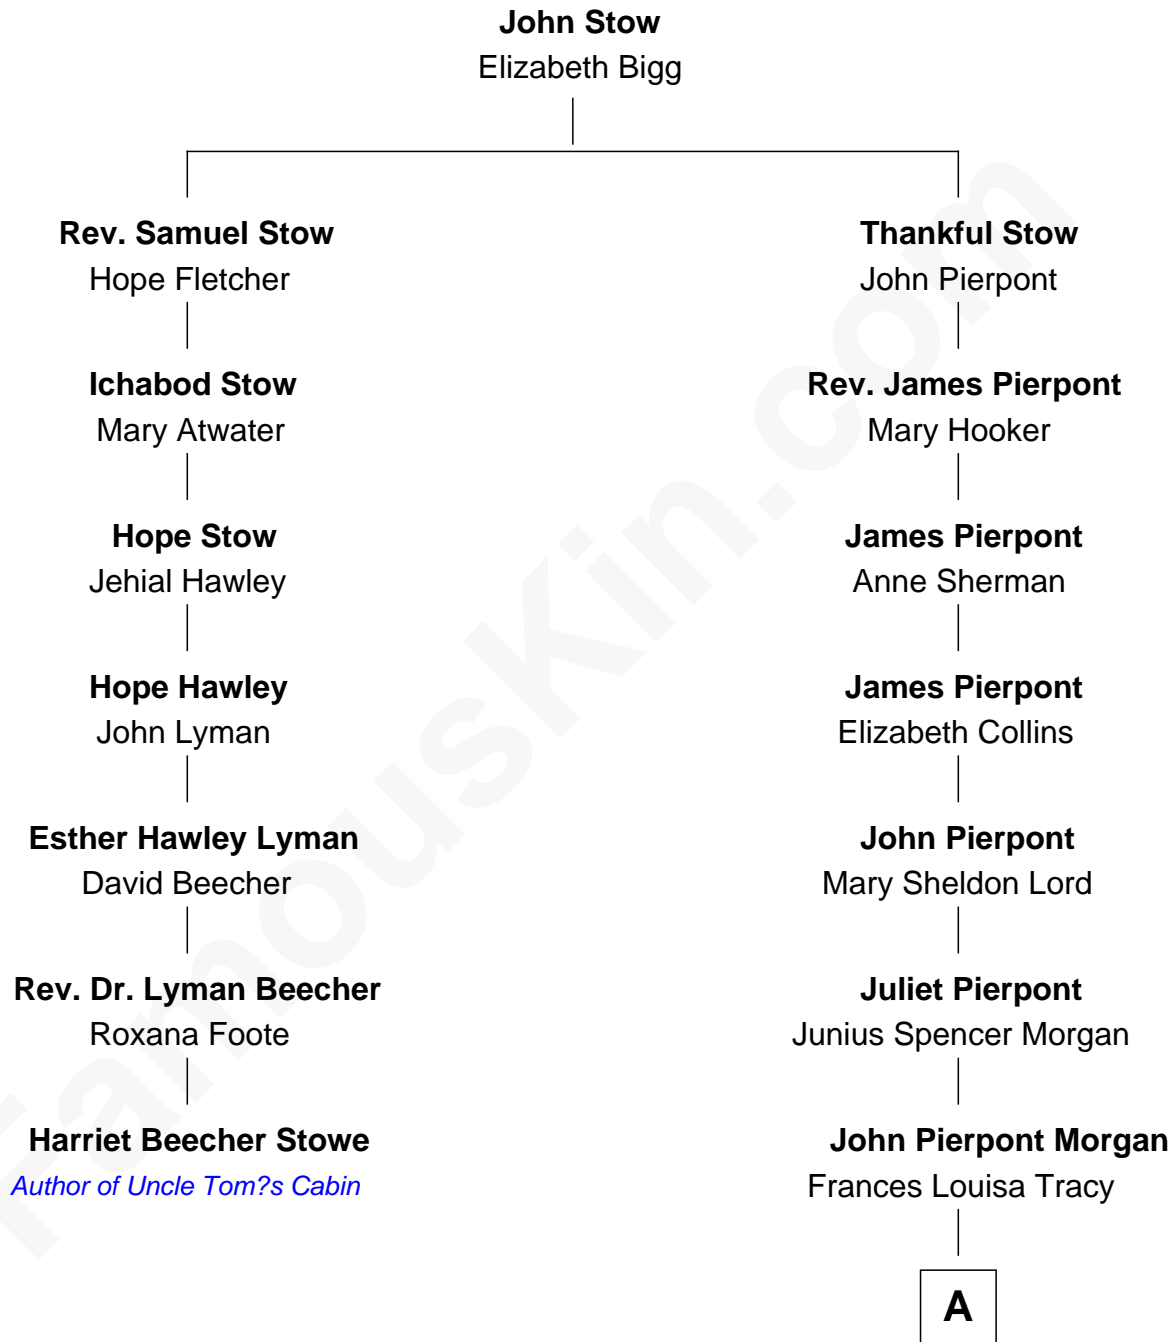 John Stow
Elizabeth Bigg
Rev. Samuel Stow
Hope Fletcher
Ichabod Stow
Mary Atwater
Hope Stow
Jehial Hawley
Hope Hawley
John Lyman
Esther Hawley Lyman
David Beecher
Rev. Dr. Lyman Beecher
Roxana Foote
Harriet Beecher Stowe
Author of Uncle Tom?s Cabin
Thankful Stow
John Pierpont
Rev. James Pierpont
Mary Hooker
James Pierpont
Anne Sherman
James Pierpont
Elizabeth Collins
John Pierpont
Mary Sheldon Lord
Juliet Pierpont
Junius Spencer Morgan
John Pierpont Morgan
Frances Louisa Tracy
A
FamousKin.com